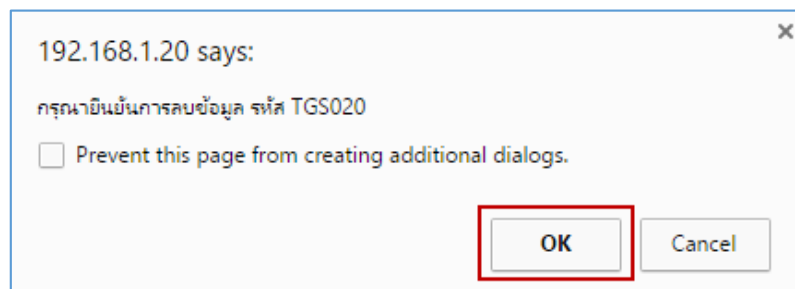 192.168.1.20 says:
กรุณายืนยันการลบข้อมูล รหัส TGS020
Prevent this page from creating additional dialogs.
OK Cancel